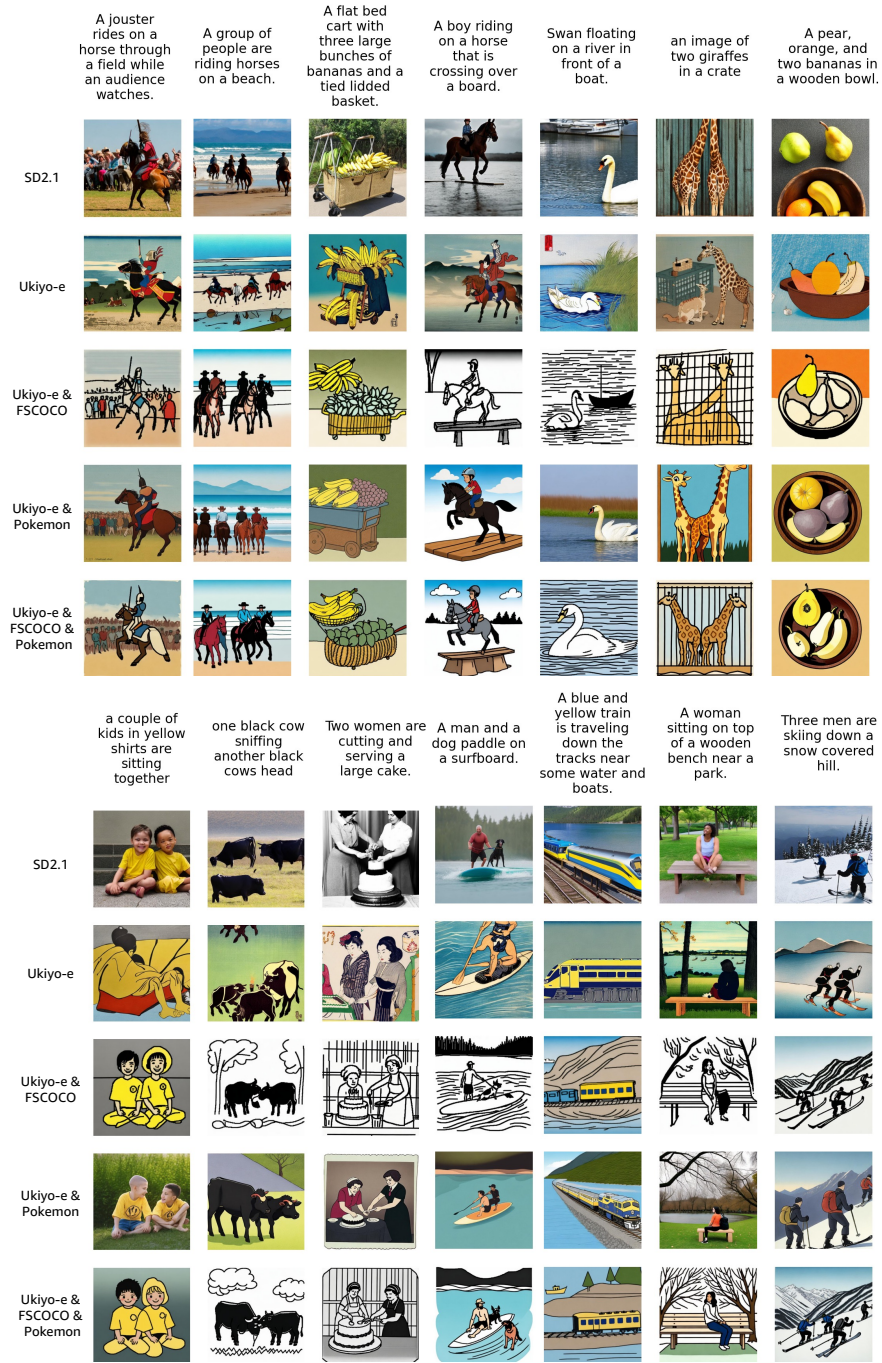 A jouster
rides on a
horse through
a field while
an audience
watches.
A group of
people are
riding horses
on a beach.
A flat bed
cart with
three large
bunches of
bananas and a
tied lidded
basket.
A boy riding
on a horse
that is
crossing over
a board.
Swan floating
on a river in
front of a
boat.
an image of
two giraffes
in a crate
A pear,
orange, and
two bananas in
a wooden bowl.
SD2.1
Ukiyo-e
Ukiyo-e &
FSCOCO
Ukiyo-e &
Pokemon
Ukiyo-e &
FSCOCO &
Pokemon
a couple of
kids in yellow
shirts are
sitting
together
one black cow
sniffing
another black
cows head
Two women are
cutting and
serving a
large cake.
A man and a
dog paddle on
a surfboard.
A blue and
yellow train
is traveling
down the
tracks near
some water and
boats.
A woman
sitting on top
of a wooden
bench near a
park.
Three men are
skiing down a
snow covered
hill.
SD2.1
Ukiyo-e
Ukiyo-e &
FSCOCO
Ukiyo-e &
Pokemon
Ukiyo-e &
FSCOCO &
Pokemon